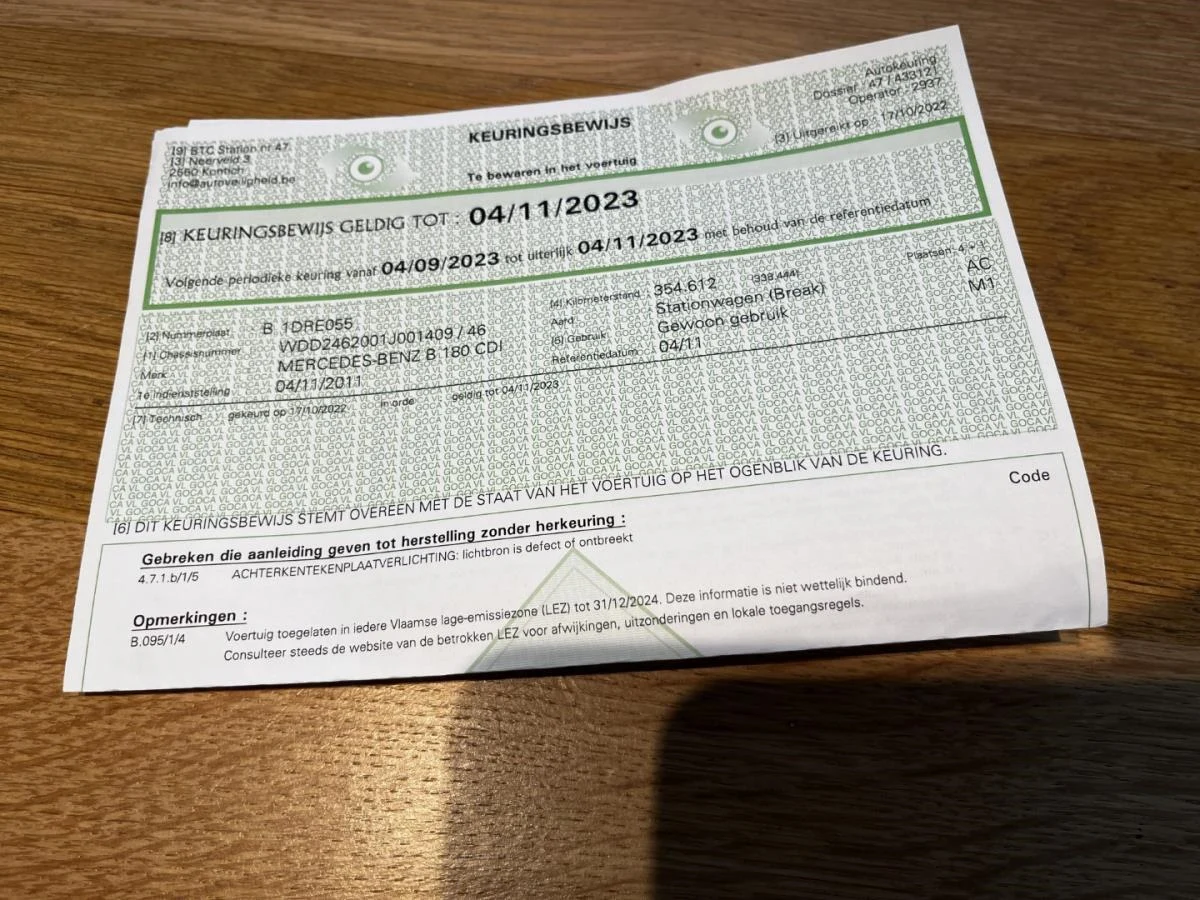 [9] BTC Station nr 47
[3] Neerveld 3
2550 Kontich
info@autoveiligheid.be
KEURINGSBEWIJS
Te bewaren in het voertuig
Autokeuring
Dossier : 47 / 433121
Operator : 2937
[3] Uitgereikt op : 17/10/2022
[8] KEURINGSBEWIJS GELDIG TOT : 04/11/2023
Volgende periodieke keuring vanaf 04/09/2023 tot uiterlijk 04/11/2023 met behoud van de referentiedatum
[2] Nummerplaat B 1DRE055
[1] Chassisnummer WDD2462001J001409 / 46
Merk MERCEDES-BENZ B 180 CDI
1e indienststelling 04/11/2011
[4] Kilometerstand 354.612 (338.444)
Aard Stationwagen (Break)
[5] Gebruik Gewoon gebruik
Referentiedatum 04/11
Plaatsen 4 + 1
AC
M1
[7] Technisch gekeurd op 17/10/2022 in orde geldig tot 04/11/2023
[6] DIT KEURINGSBEWIJS STEMT OVEREEN MET DE STAAT VAN HET VOERTUIG OP HET OGENBLIK VAN DE KEURING.
Code
Gebreken die aanleiding geven tot herstelling zonder herkeuring :
4.7.1.b/1/5 ACHTERKENTEKENPLAATVERLICHTING: lichtbron is defect of ontbreekt
Opmerkingen :
B.095/1/4 Voertuig toegelaten in iedere Vlaamse lage-emissiezone (LEZ) tot 31/12/2024. Deze informatie is niet wettelijk bindend.
Consulteer steeds de website van de betrokken LEZ voor afwijkingen, uitzonderingen en lokale toegangsregels.